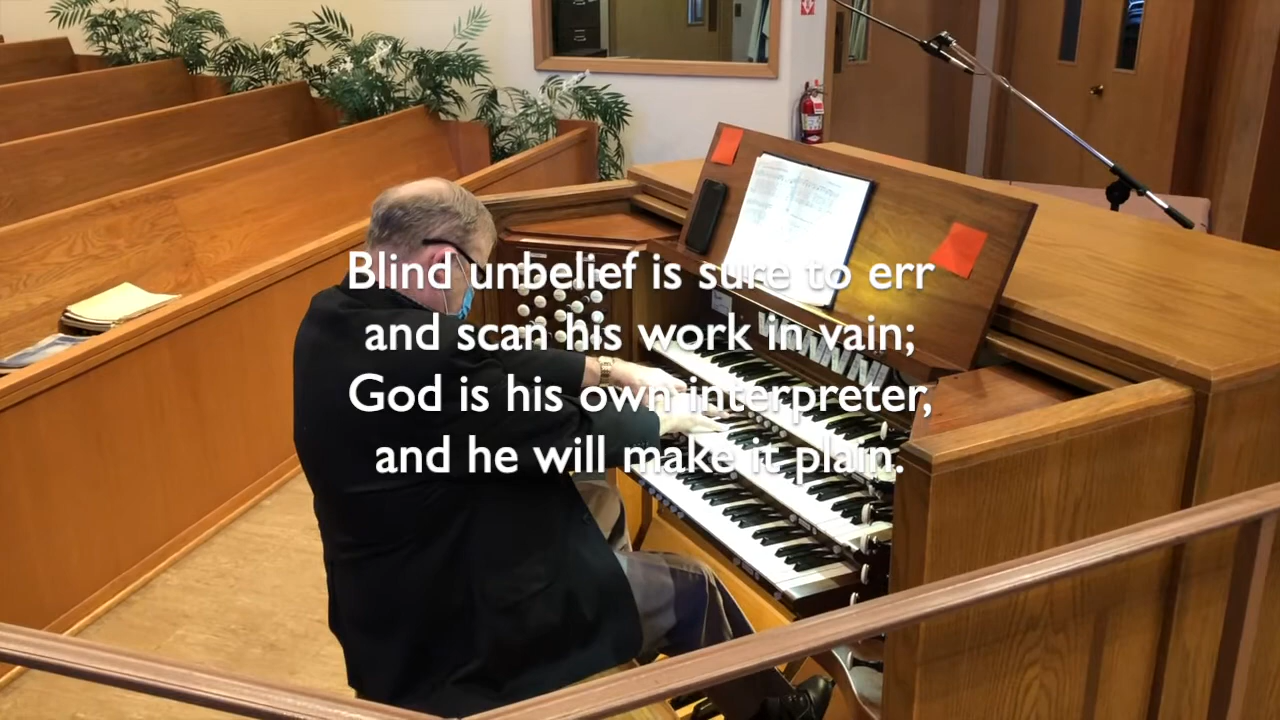 Blind unbelief is sure to err
and scan his work in vain;
God is his own interpreter,
and he will make it plain.